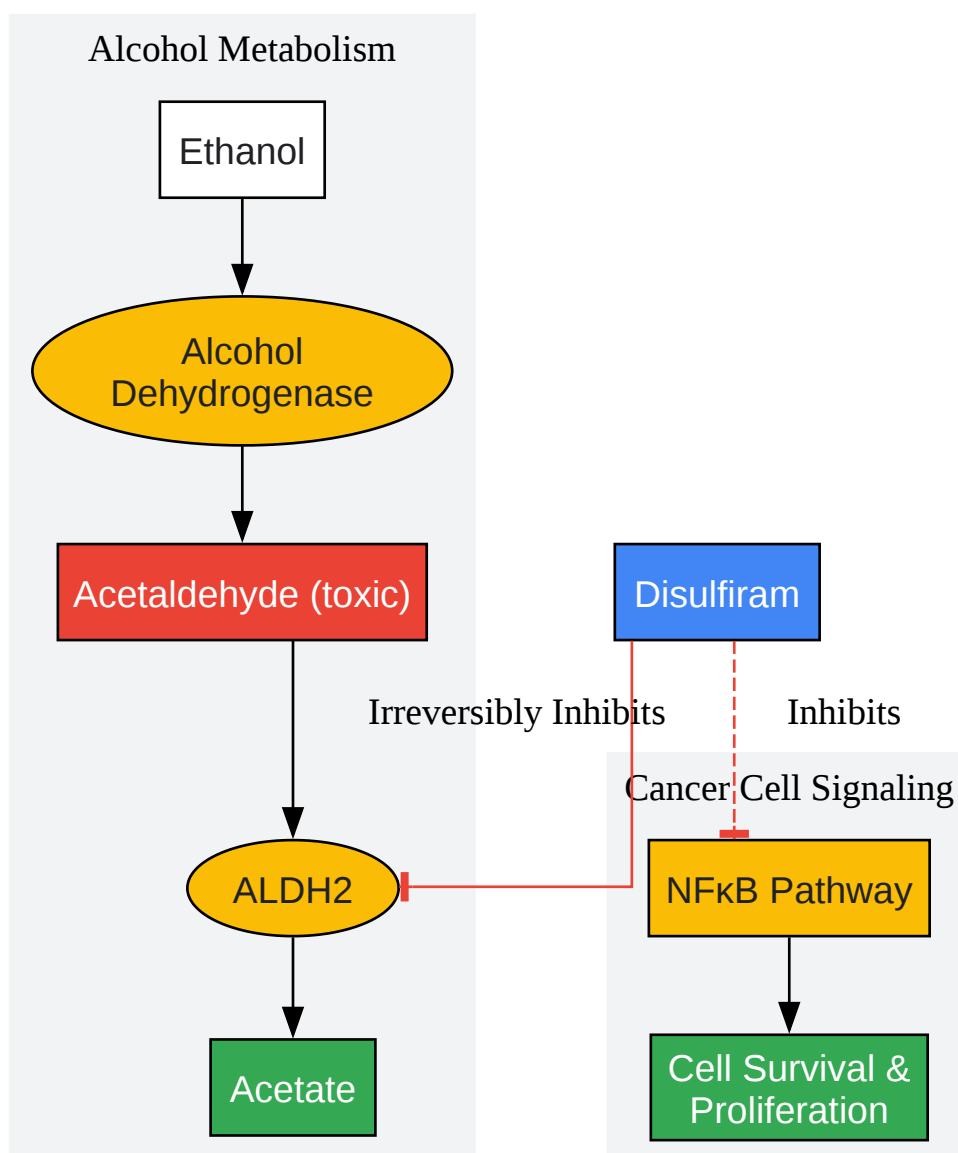 Alcohol Metabolism
Ethanol
Alcohol
Dehydrogenase
Acetaldehyde (toxic)
Disulfiram
Irreversibly Inhibits
Inhibits
Cancer Cell Signaling
ALDH2
NFκB Pathway
Acetate
Cell Survival &
Proliferation